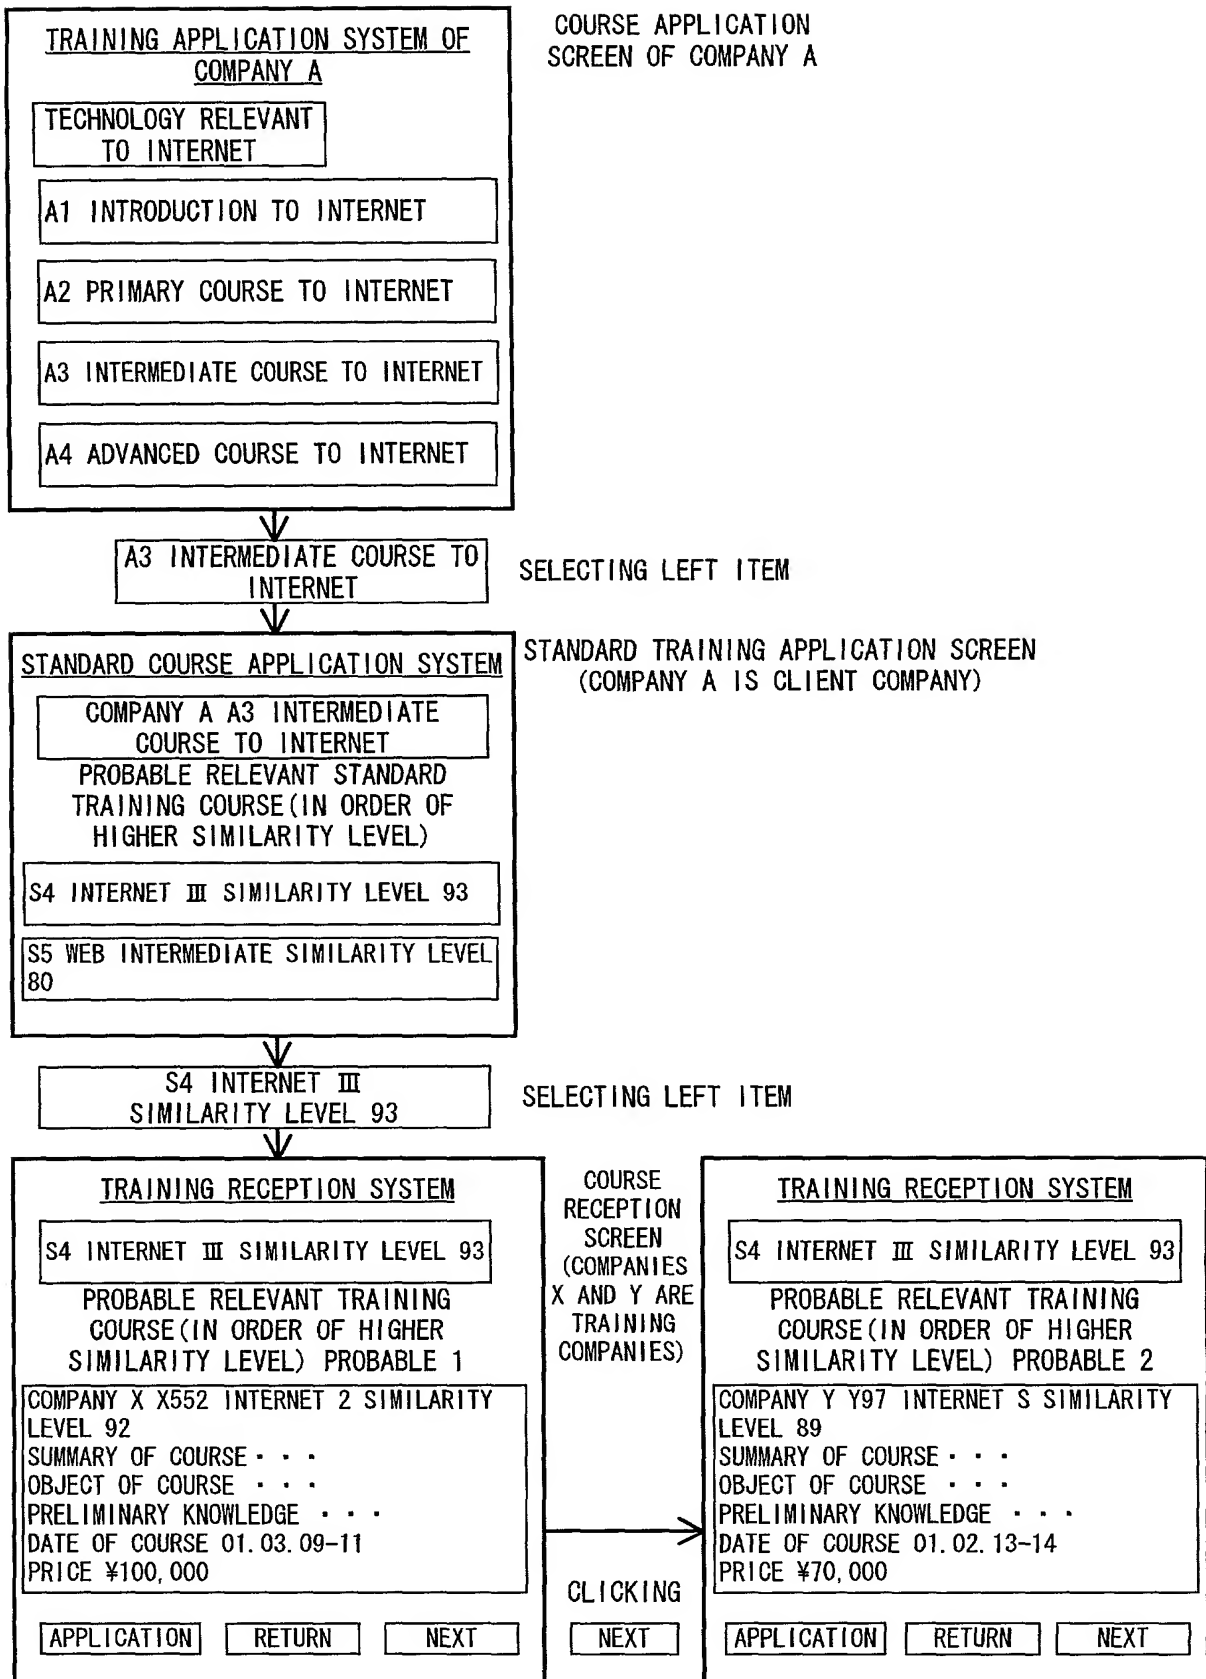 TRAINING APPLICATION SYSTEM OF
COMPANY A
COURSE APPLICATION
SCREEN OF COMPANY A
TECHNOLOGY RELEVANT
TO INTERNET
A1 INTRODUCTION TO INTERNET
A2 PRIMARY COURSE TO INTERNET
A3 INTERMEDIATE COURSE TO INTERNET
A4 ADVANCED COURSE TO INTERNET
A3 INTERMEDIATE COURSE TO
INTERNET
SELECTING LEFT ITEM
STANDARD COURSE APPLICATION SYSTEM
STANDARD TRAINING APPLICATION SCREEN
(COMPANY A IS CLIENT COMPANY)
COMPANY A A3 INTERMEDIATE
COURSE TO INTERNET
PROBABLE RELEVANT STANDARD
TRAINING COURSE(IN ORDER OF
HIGHER SIMILARITY LEVEL)
S4 INTERNET Ⅲ SIMILARITY LEVEL 93
S5 WEB INTERMEDIATE SIMILARITY LEVEL
80
S4 INTERNET Ⅲ
SIMILARITY LEVEL 93
SELECTING LEFT ITEM
TRAINING RECEPTION SYSTEM
S4 INTERNET Ⅲ SIMILARITY LEVEL 93
PROBABLE RELEVANT TRAINING
COURSE(IN ORDER OF HIGHER
SIMILARITY LEVEL) PROBABLE 1
COMPANY X X552 INTERNET 2 SIMILARITY
LEVEL 92
SUMMARY OF COURSE・・・
OBJECT OF COURSE ・・・
PRELIMINARY KNOWLEDGE ・・・
DATE OF COURSE 01.03.09-11
PRICE ¥100,000
APPLICATION
RETURN
NEXT
COURSE
RECEPTION
SCREEN
(COMPANIES
X AND Y ARE
TRAINING
COMPANIES)
CLICKING
NEXT
TRAINING RECEPTION SYSTEM
S4 INTERNET Ⅲ SIMILARITY LEVEL 93
PROBABLE RELEVANT TRAINING
COURSE(IN ORDER OF HIGHER
SIMILARITY LEVEL) PROBABLE 2
COMPANY Y Y97 INTERNET S SIMILARITY
LEVEL 89
SUMMARY OF COURSE・・・
OBJECT OF COURSE ・・・
PRELIMINARY KNOWLEDGE ・・・
DATE OF COURSE 01.02.13-14
PRICE ¥70,000
APPLICATION
RETURN
NEXT